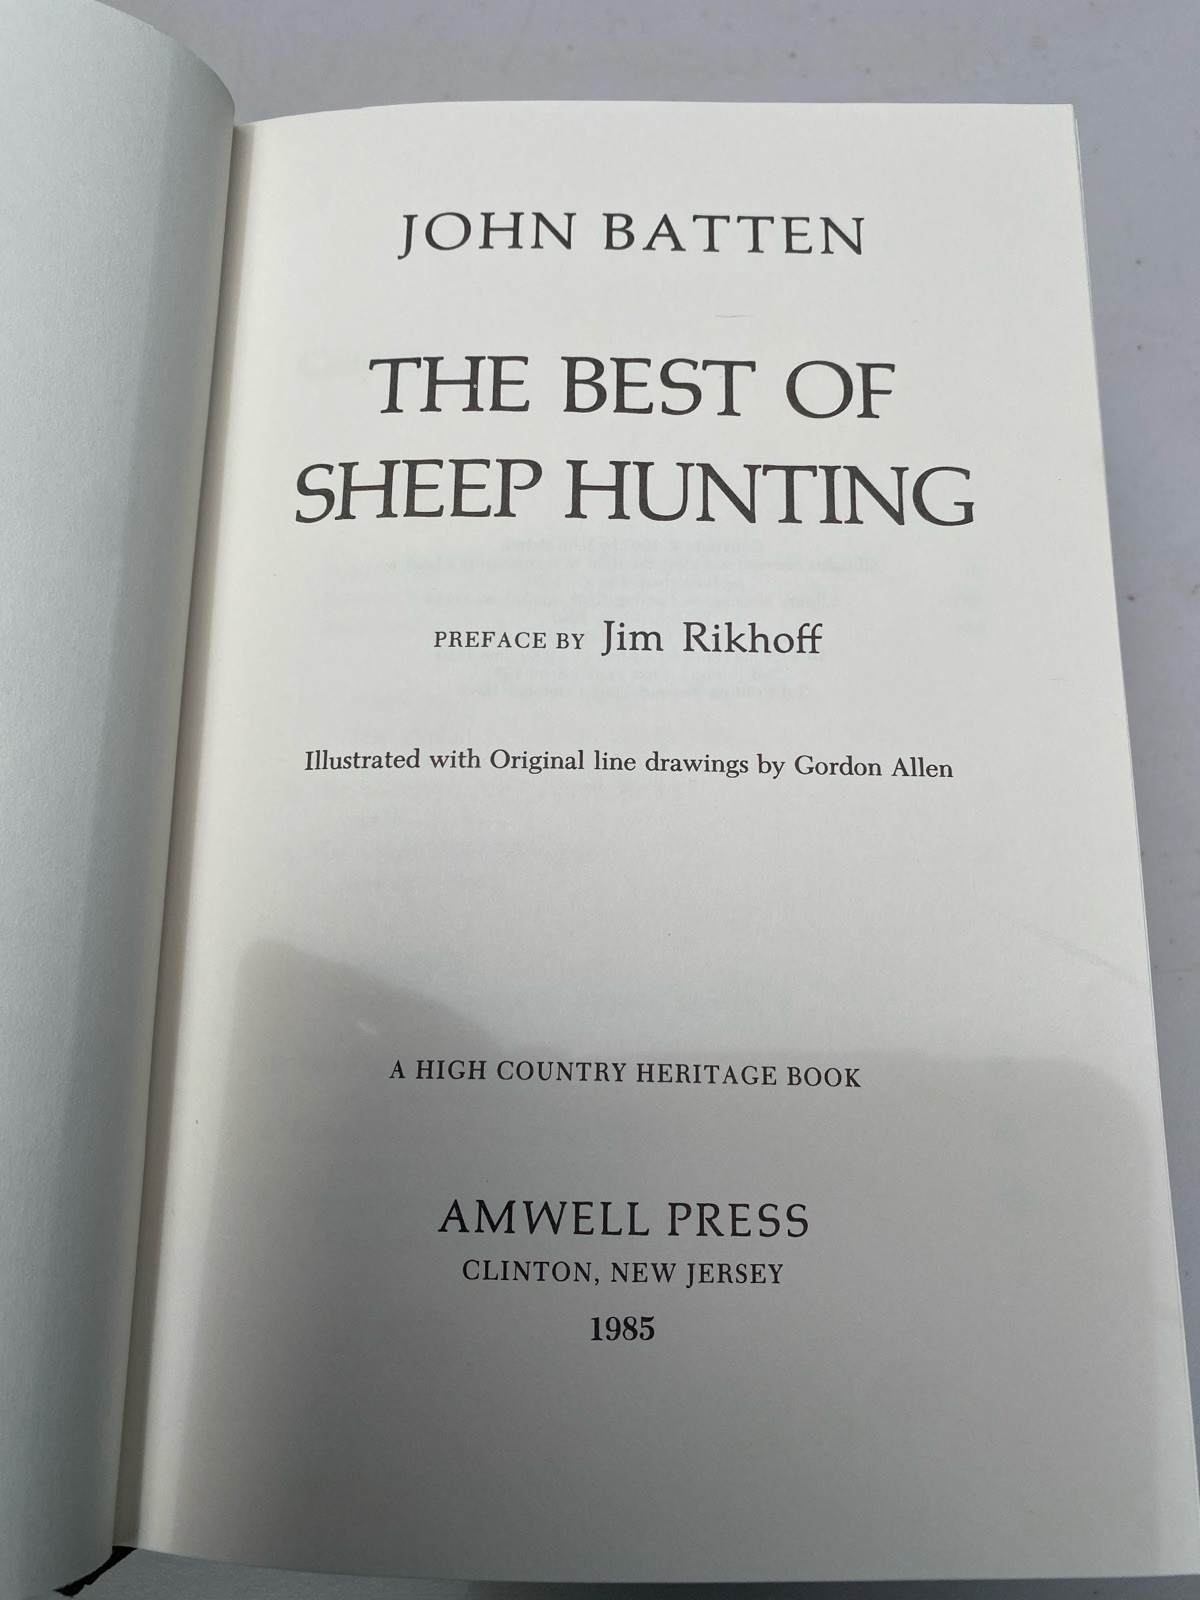 JOHN BATTEN
THE BEST OF
SHEEP HUNTING
PREFACE BY Jim Rikhoff
Illustrated with Original line drawings by Gordon Allen
A HIGH COUNTRY HERITAGE BOOK
AMWELL PRESS
CLINTON, NEW JERSEY
1985